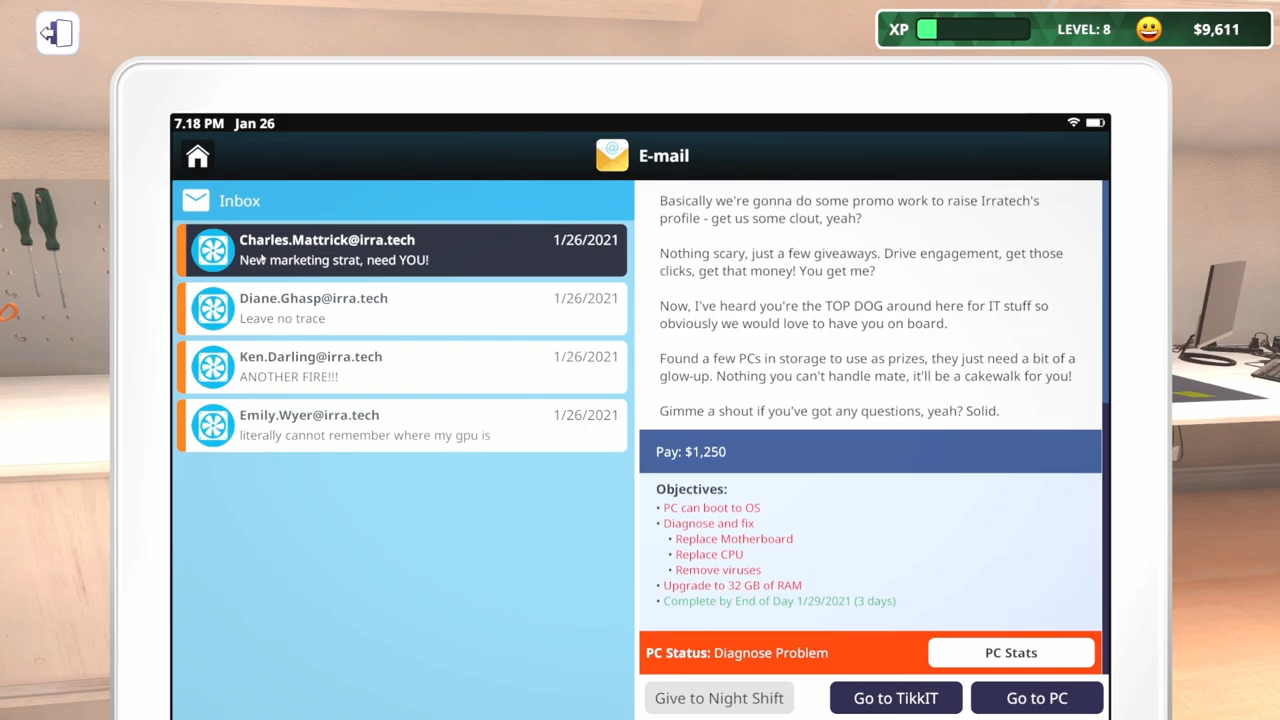 XP
LEVEL: 8
$9,611
7.18 PM Jan 26
E-mail
Inbox
Charles.Mattrick@irra.tech 1/26/2021
New marketing strat, need YOU!
Diane.Ghasp@irra.tech 1/26/2021
Leave no trace
Ken.Darling@irra.tech 1/26/2021
ANOTHER FIRE!!!
Emily.Wyer@irra.tech 1/26/2021
literally cannot remember where my gpu is
Basically we're gonna do some promo work to raise Irratech's
profile - get us some clout, yeah?
Nothing scary, just a few giveaways. Drive engagement, get those
clicks, get that money! You get me?
Now, I've heard you're the TOP DOG around here for IT stuff so
obviously we would love to have you on board.
Found a few PCs in storage to use as prizes, they just need a bit of a
glow-up. Nothing you can't handle mate, it'll be a cakewalk for you!
Gimme a shout if you've got any questions, yeah? Solid.
Pay: $1,250
Objectives:
• PC can boot to OS
• Diagnose and fix
• Replace Motherboard
• Replace CPU
• Remove viruses
• Upgrade to 32 GB of RAM
• Complete by End of Day 1/29/2021 (3 days)
PC Status: Diagnose Problem
PC Stats
Give to Night Shift
Go to TikkIT
Go to PC